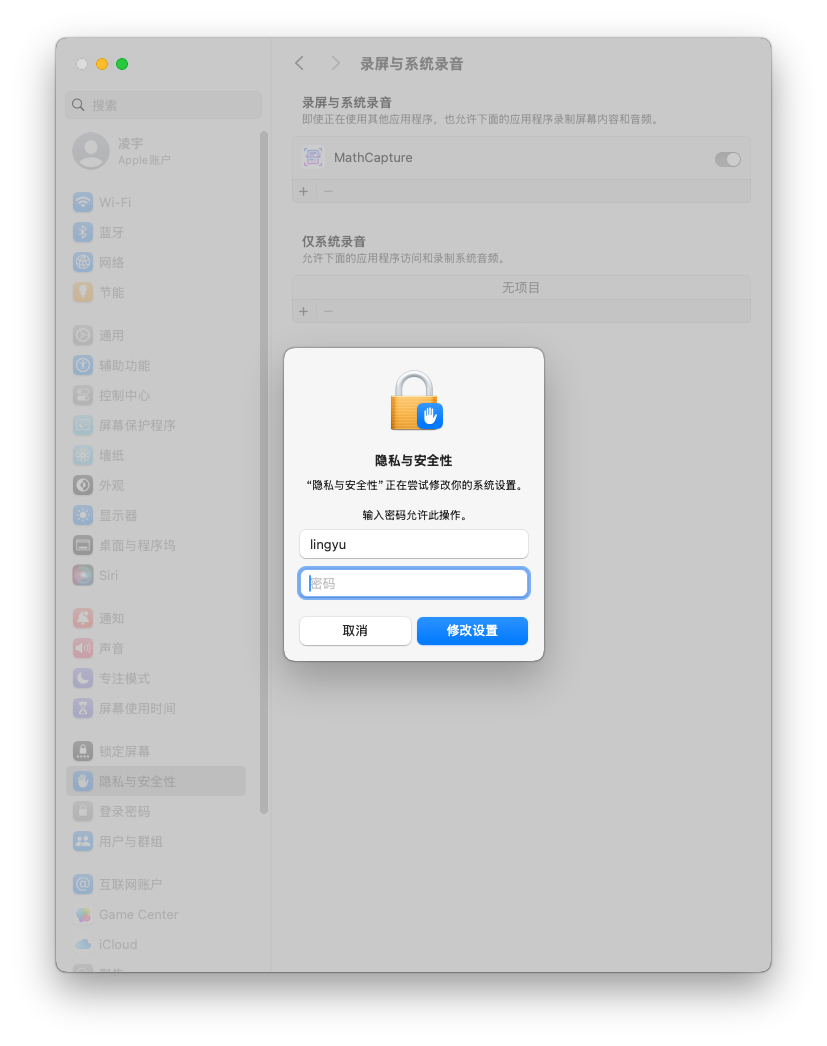 录屏与系统录音
搜索
凌宇
Apple账户
Wi-Fi
蓝牙
网络
节能
通用
辅助功能
控制中心
屏幕保护程序
墙纸
外观
显示器
桌面与程序坞
Siri
通知
声音
专注模式
屏幕使用时间
锁定屏幕
隐私与安全性
登录密码
用户与群组
互联网账户
Game Center
iCloud
录屏与系统录音
即使正在使用其他应用程序，也允许下面的应用程序录制屏幕内容和音频。
MathCapture
仅系统录音
允许下面的应用程序访问和录制系统音频。
无项目
隐私与安全性
“隐私与安全性”正在尝试修改你的系统设置。
输入密码允许此操作。
lingyu
密码
取消
修改设置